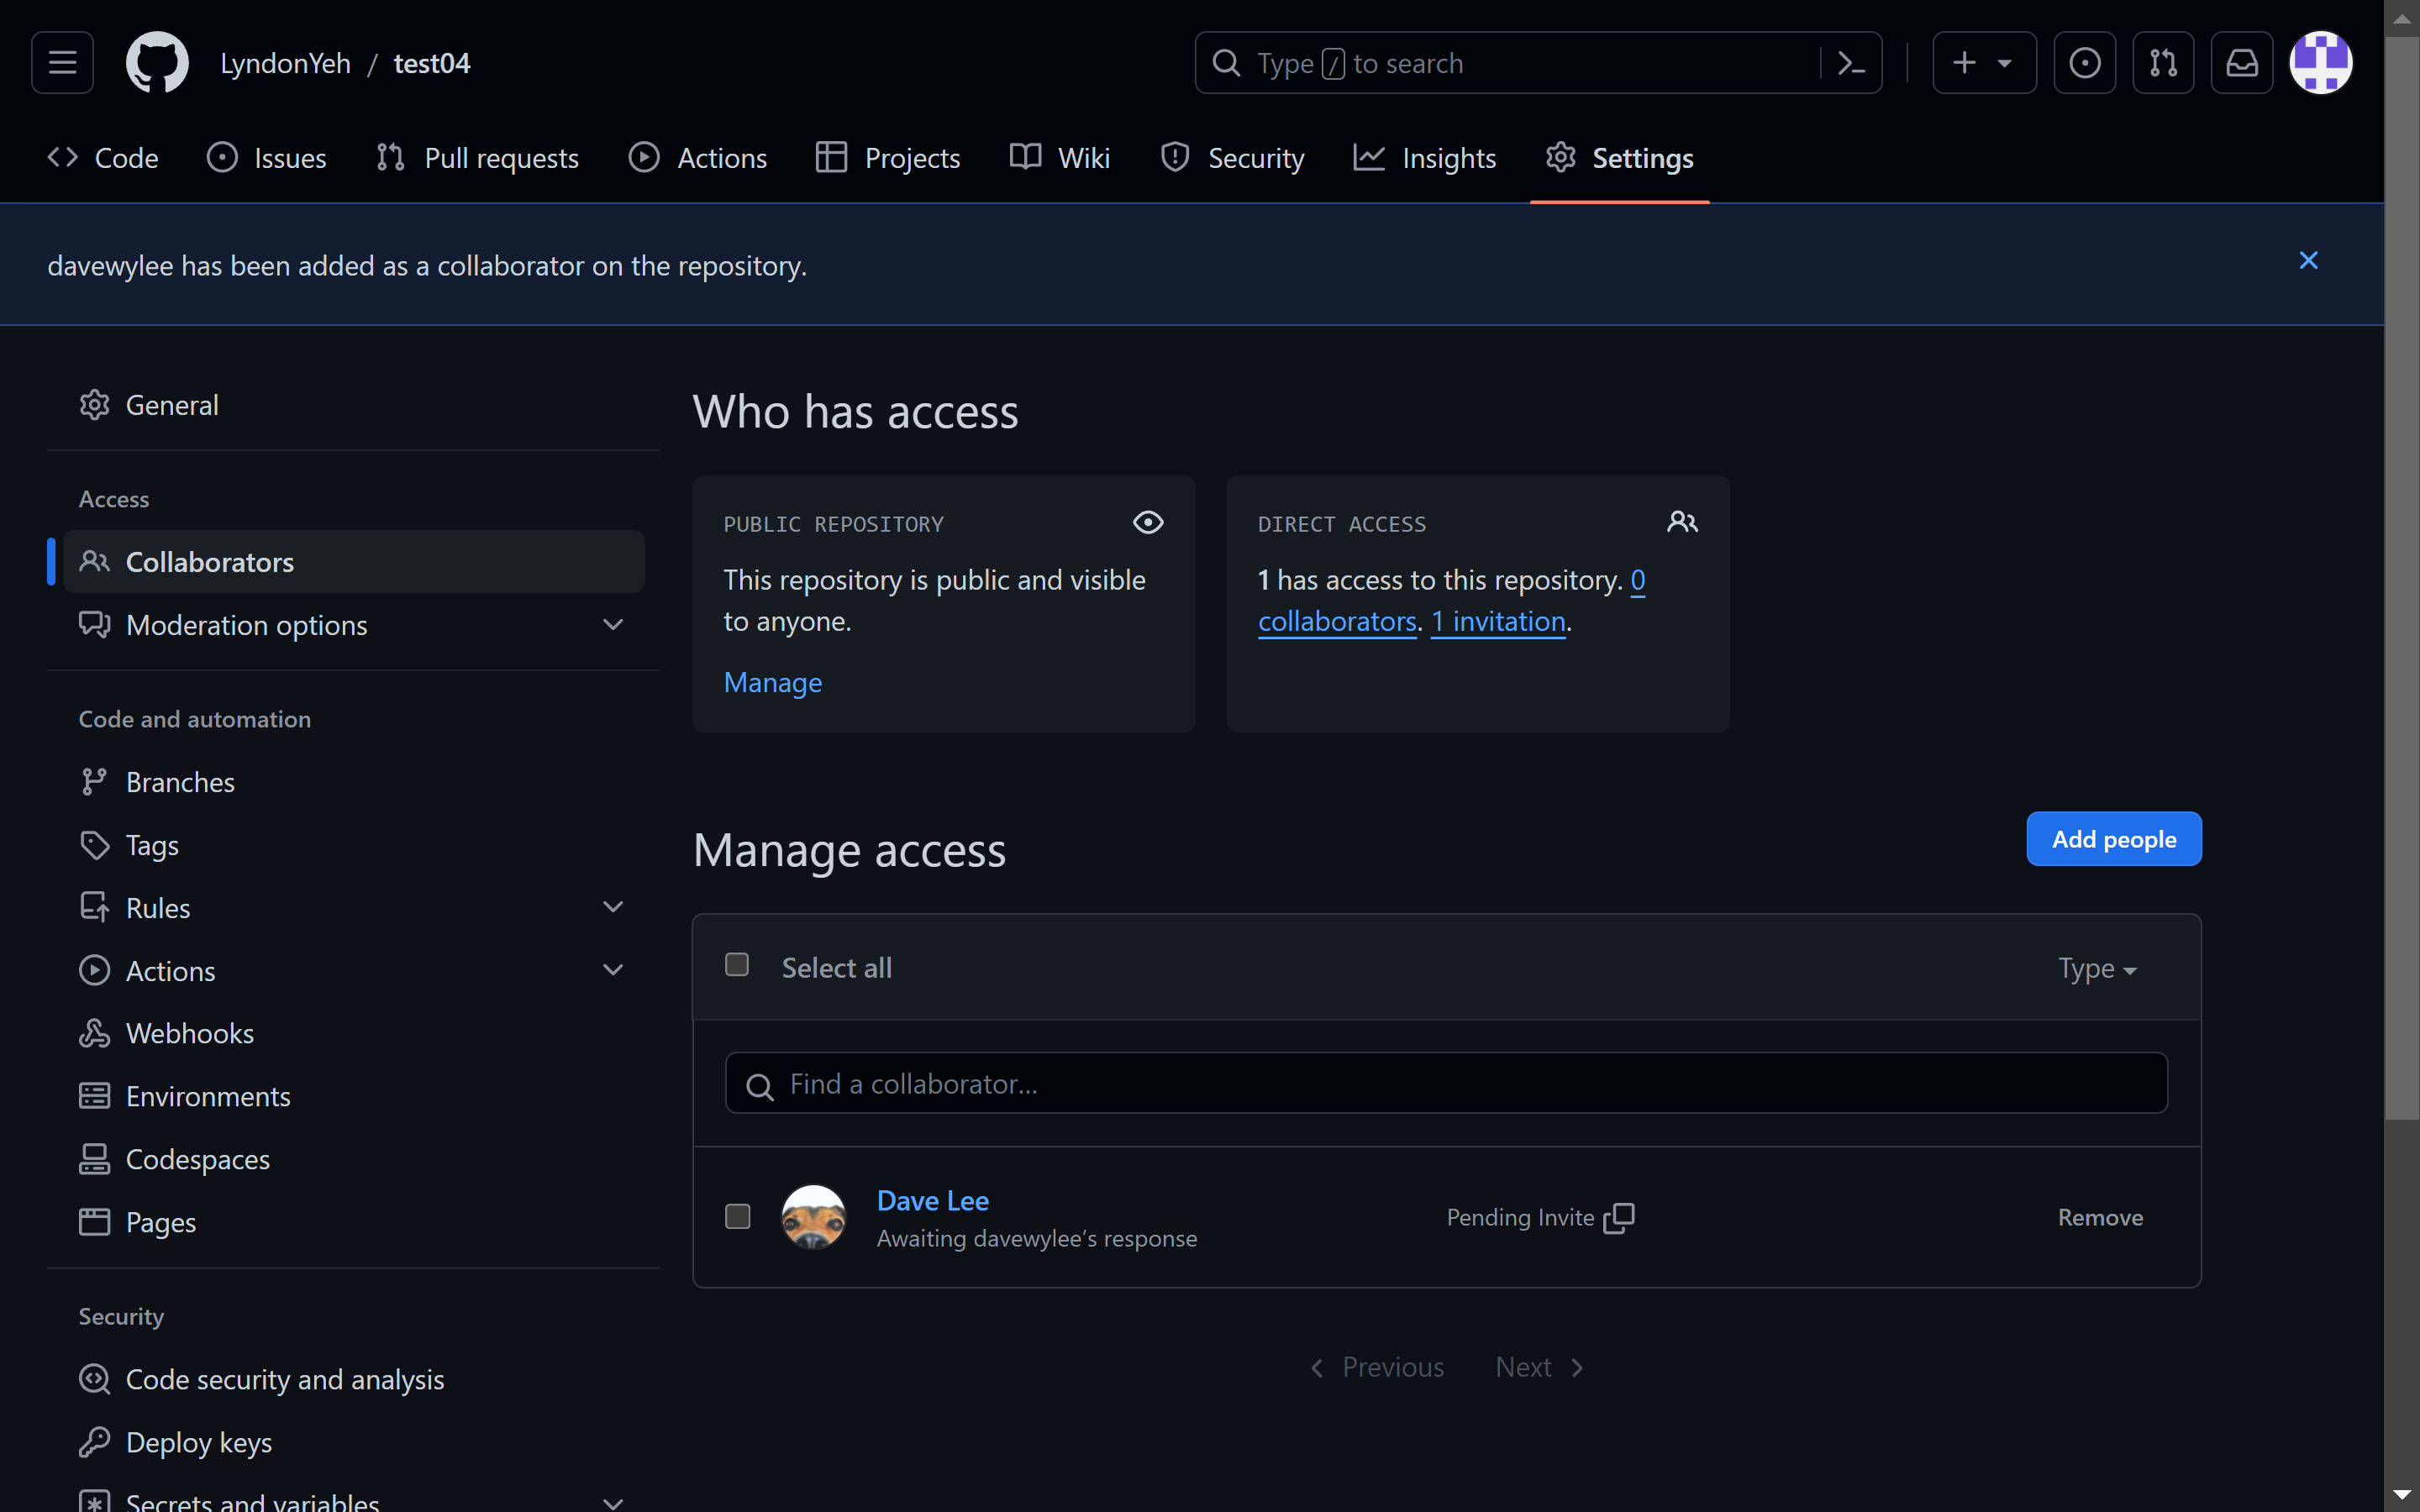 LyndonYeh / test04
Type / to search
Code
Issues
Pull requests
Actions
Projects
Wiki
Security
Insights
Settings
davewylee has been added as a collaborator on the repository.
General
Access
Collaborators
Moderation options
Code and automation
Branches
Tags
Rules
Actions
Webhooks
Environments
Codespaces
Pages
Security
Code security and analysis
Deploy keys
Secrets and variables
Who has access
PUBLIC REPOSITORY
This repository is public and visible
to anyone.
Manage
DIRECT ACCESS
1 has access to this repository. 0
collaborators. 1 invitation.
Manage access
Add people
Select all
Type
Find a collaborator...
Dave Lee
Awaiting davewylee’s response
Pending Invite
Remove
Previous
Next